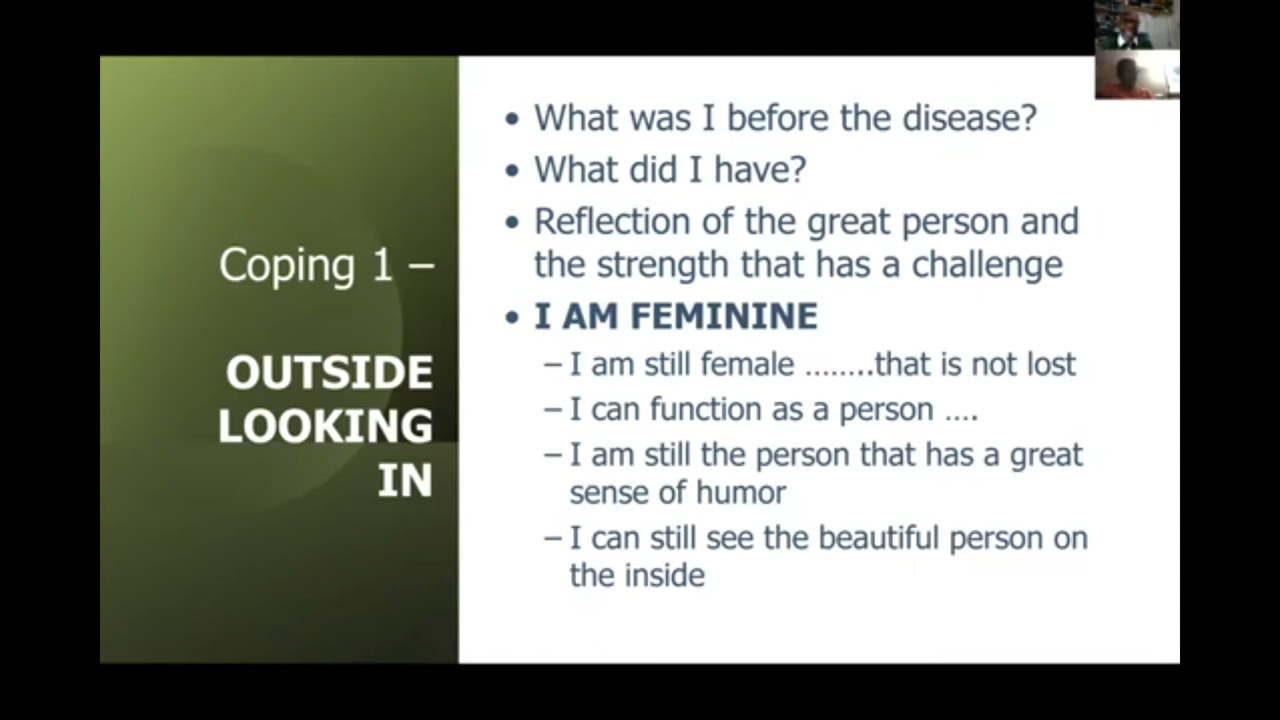 Coping 1 –
OUTSIDE
LOOKING
IN
• What was I before the disease?
• What did I have?
• Reflection of the great person and
the strength that has a challenge
• I AM FEMININE
– I am still female ........that is not lost
– I can function as a person ....
– I am still the person that has a great
sense of humor
– I can still see the beautiful person on
the inside